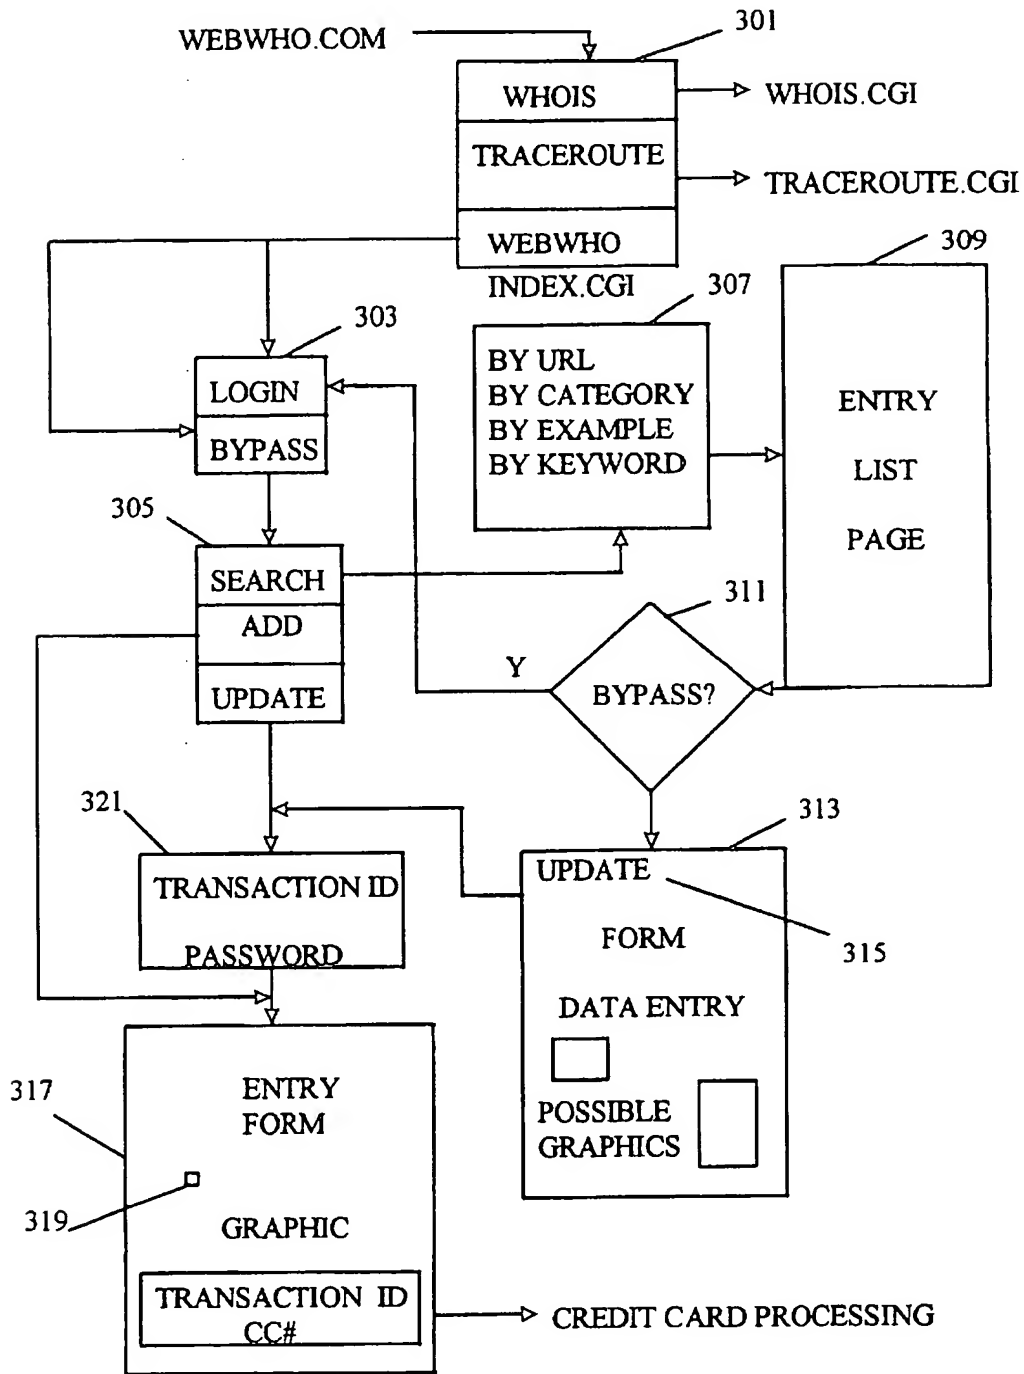 WEBWHO.COM
301
WHOIS
WHOIS.CGI
TRACEROUTE
TRACEROUTE.CGI
WEBWHO
INDEX.CGI
309
307
303
BY URL
BY CATEGORY
BY EXAMPLE
BY KEYWORD
LOGIN
BYPASS
ENTRY
LIST
PAGE
305
SEARCH
ADD
UPDATE
311
Y
BYPASS?
321
313
TRANSACTION ID
PASSWORD
UPDATE
FORM
315
DATA ENTRY
POSSIBLE
GRAPHICS
317
ENTRY
FORM
319
GRAPHIC
TRANSACTION ID
CC#
CREDIT CARD PROCESSING